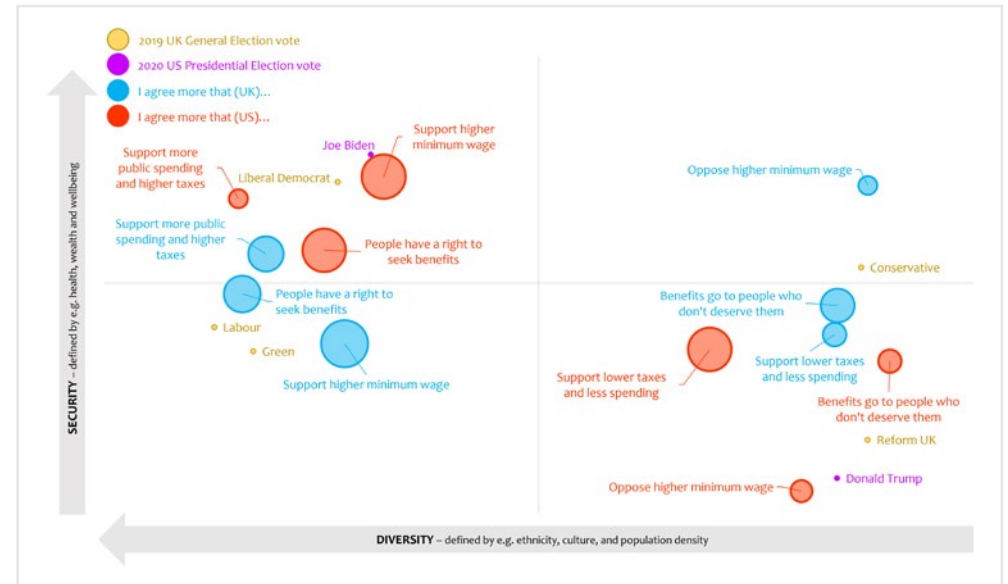 2019 UK General Election vote
2020 US Presidential Election vote
I agree more that (UK)...
I agree more that (US)...
Support more
public spending
and higher taxes
Joe Biden
Support higher
minimum wage
Liberal Democrat
Oppose higher minimum wage
Support more public
spending and higher
taxes
People have a right to
seek benefits
Conservative
People have a right to
seek benefits
Benefits go to people who
don't deserve them
Labour
Green
Support higher minimum wage
Support lower taxes
and less spending
Support lower taxes
and less spending
Benefits go to people who
don't deserve them
Reform UK
Oppose higher minimum wage
Donald Trump
SECURITY – defined by e.g. health, wealth and wellbeing
DIVERSITY – defined by e.g. ethnicity, culture, and population density